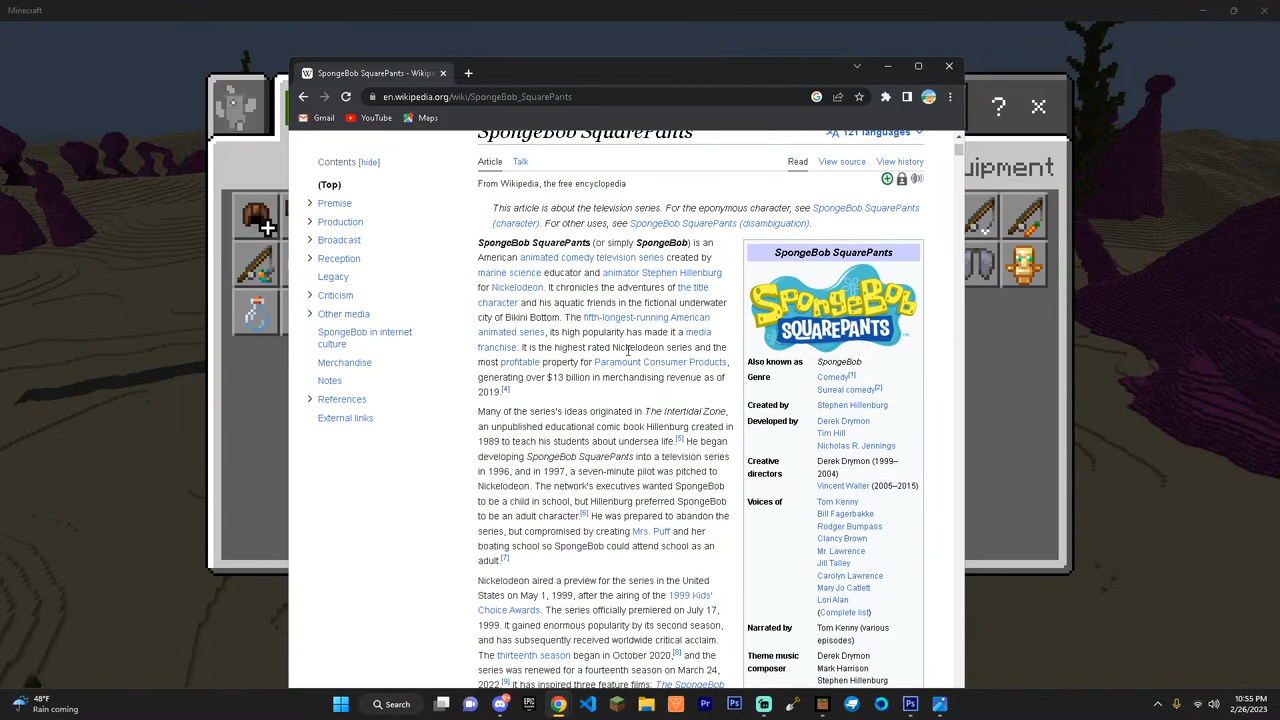 Minecraft
SpongeBob SquarePants - Wikip
en.wikipedia.org/wiki/SpongeBob_SquarePants
Gmail YouTube Maps
SpongeBob SquarePants
121 languages
Contents [hide]
Article Talk Read View source View history
(Top)
From Wikipedia, the free encyclopedia
Premise
Production
Broadcast
Reception
Legacy
Criticism
Other media
SpongeBob in internet
culture
Merchandise
Notes
References
External links
This article is about the television series. For the eponymous character, see SpongeBob SquarePants
(character). For other uses, see SpongeBob SquarePants (disambiguation).
SpongeBob SquarePants (or simply SpongeBob) is an
American animated comedy television series created by
marine science educator and animator Stephen Hillenburg
for Nickelodeon. It chronicles the adventures of the title
character and his aquatic friends in the fictional underwater
city of Bikini Bottom. The fifth-longest-running American
animated series, its high popularity has made it a media
franchise. It is the highest rated Nickelodeon series and the
most profitable property for Paramount Consumer Products,
generating over $13 billion in merchandising revenue as of
2019.[4]
Many of the series's ideas originated in The Intertidal Zone,
an unpublished educational comic book Hillenburg created in
1989 to teach his students about undersea life.[5] He began
developing SpongeBob SquarePants into a television series
in 1996, and in 1997, a seven-minute pilot was pitched to
Nickelodeon. The network's executives wanted SpongeBob
to be a child in school, but Hillenburg preferred SpongeBob
to be an adult character.[6] He was prepared to abandon the
series, but compromised by creating Mrs. Puff and her
boating school so SpongeBob could attend school as an
adult.[7]
Nickelodeon aired a preview for the series in the United
States on May 1, 1999, after the airing of the 1999 Kids'
Choice Awards. The series officially premiered on July 17,
1999. It gained enormous popularity by its second season,
and has subsequently received worldwide critical acclaim.
The thirteenth season began in October 2020,[8] and the
series was renewed for a fourteenth season on March 24,
2022.[9] It has inspired three feature films: The SpongeBob
SpongeBob SquarePants
SpongeBob
SQUAREPANTS
Also known as SpongeBob
Genre Comedy[1]
Surreal comedy[2]
Created by Stephen Hillenburg
Developed by Derek Drymon
Tim Hill
Nicholas R. Jennings
Creative directors Derek Drymon (1999–
2004)
Vincent Waller (2005–2015)
Voices of Tom Kenny
Bill Fagerbakke
Rodger Bumpass
Clancy Brown
Mr. Lawrence
Jill Talley
Carolyn Lawrence
Mary Jo Catlett
Lori Alan
(Complete list)
Narrated by Tom Kenny (various
episodes)
Theme music composer Derek Drymon
Mark Harrison
Stephen Hillenburg
uipment
?
48°F
Rain coming
Search
EPIC
GAMES
Pr
Ps
Ps
10:55 PM
2/26/2023